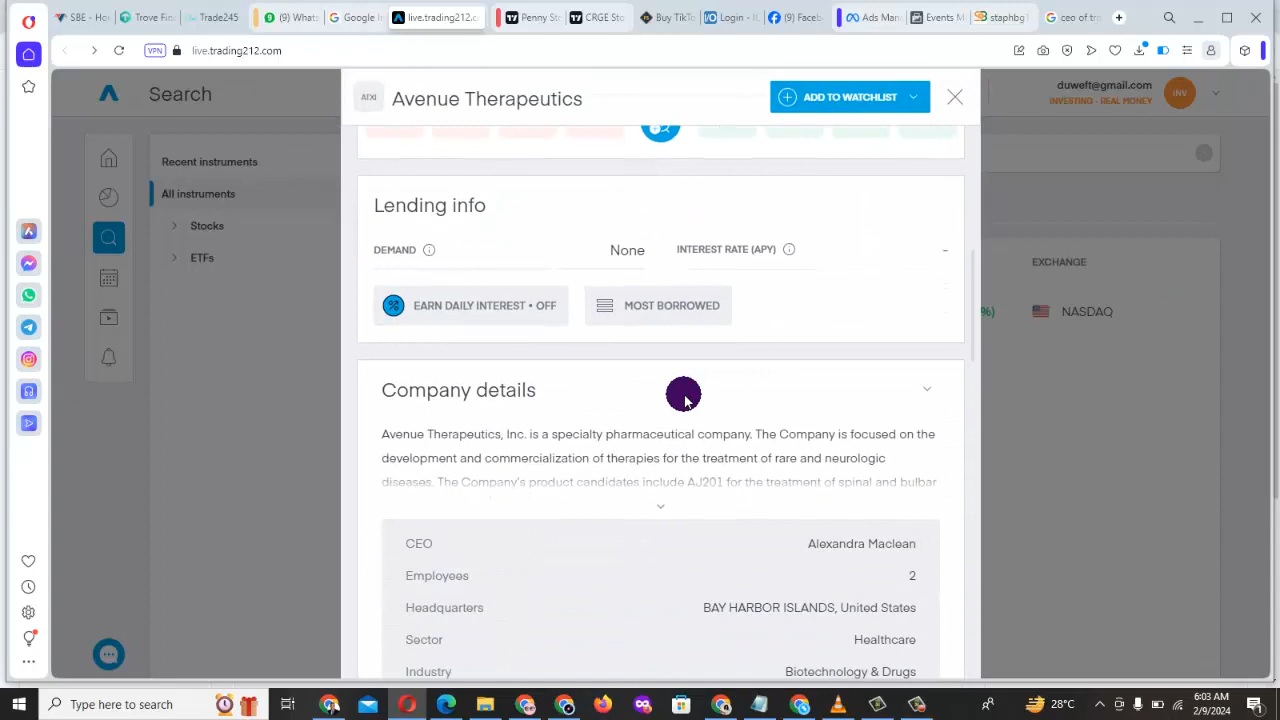 SBE - Ho
Trove Fi
Trade245
(9) What
Google I
live.trading212.c
Penny St
CRGE Sto
Buy TikTo
Login - IC
(9) Faceb
Ads Man
Events M
staphbg1
ceo of tr
VPN live.trading212.com
Search
duweft@gmail.com
INVESTING - REAL MONEY
INV
ATXI
Avenue Therapeutics
ADD TO WATCHLIST
Recent instruments
All instruments
Stocks
ETFs
EXCHANGE
%)
NASDAQ
Lending info
DEMAND None INTEREST RATE (APY) -
EARN DAILY INTEREST • OFF MOST BORROWED
Company details
Avenue Therapeutics, Inc. is a specialty pharmaceutical company. The Company is focused on the
development and commercialization of therapies for the treatment of rare and neurologic
diseases. The Company's product candidates include AJ201 for the treatment of spinal and bulbar
CEO Alexandra Maclean
Employees 2
Headquarters BAY HARBOR ISLANDS, United States
Sector Healthcare
Industry Biotechnology & Drugs
Type here to search
28°C
6:03 AM
2/9/2024